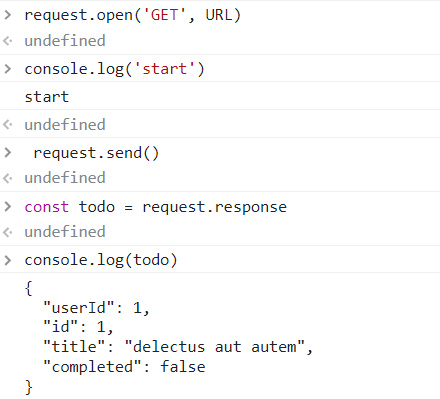 > request.open('GET', URL)
< undefined
> console.log('start')
start
< undefined
> request.send()
< undefined
> const todo = request.response
< undefined
> console.log(todo)
{
  "userId": 1,
  "id": 1,
  "title": "delectus aut autem",
  "completed": false
}